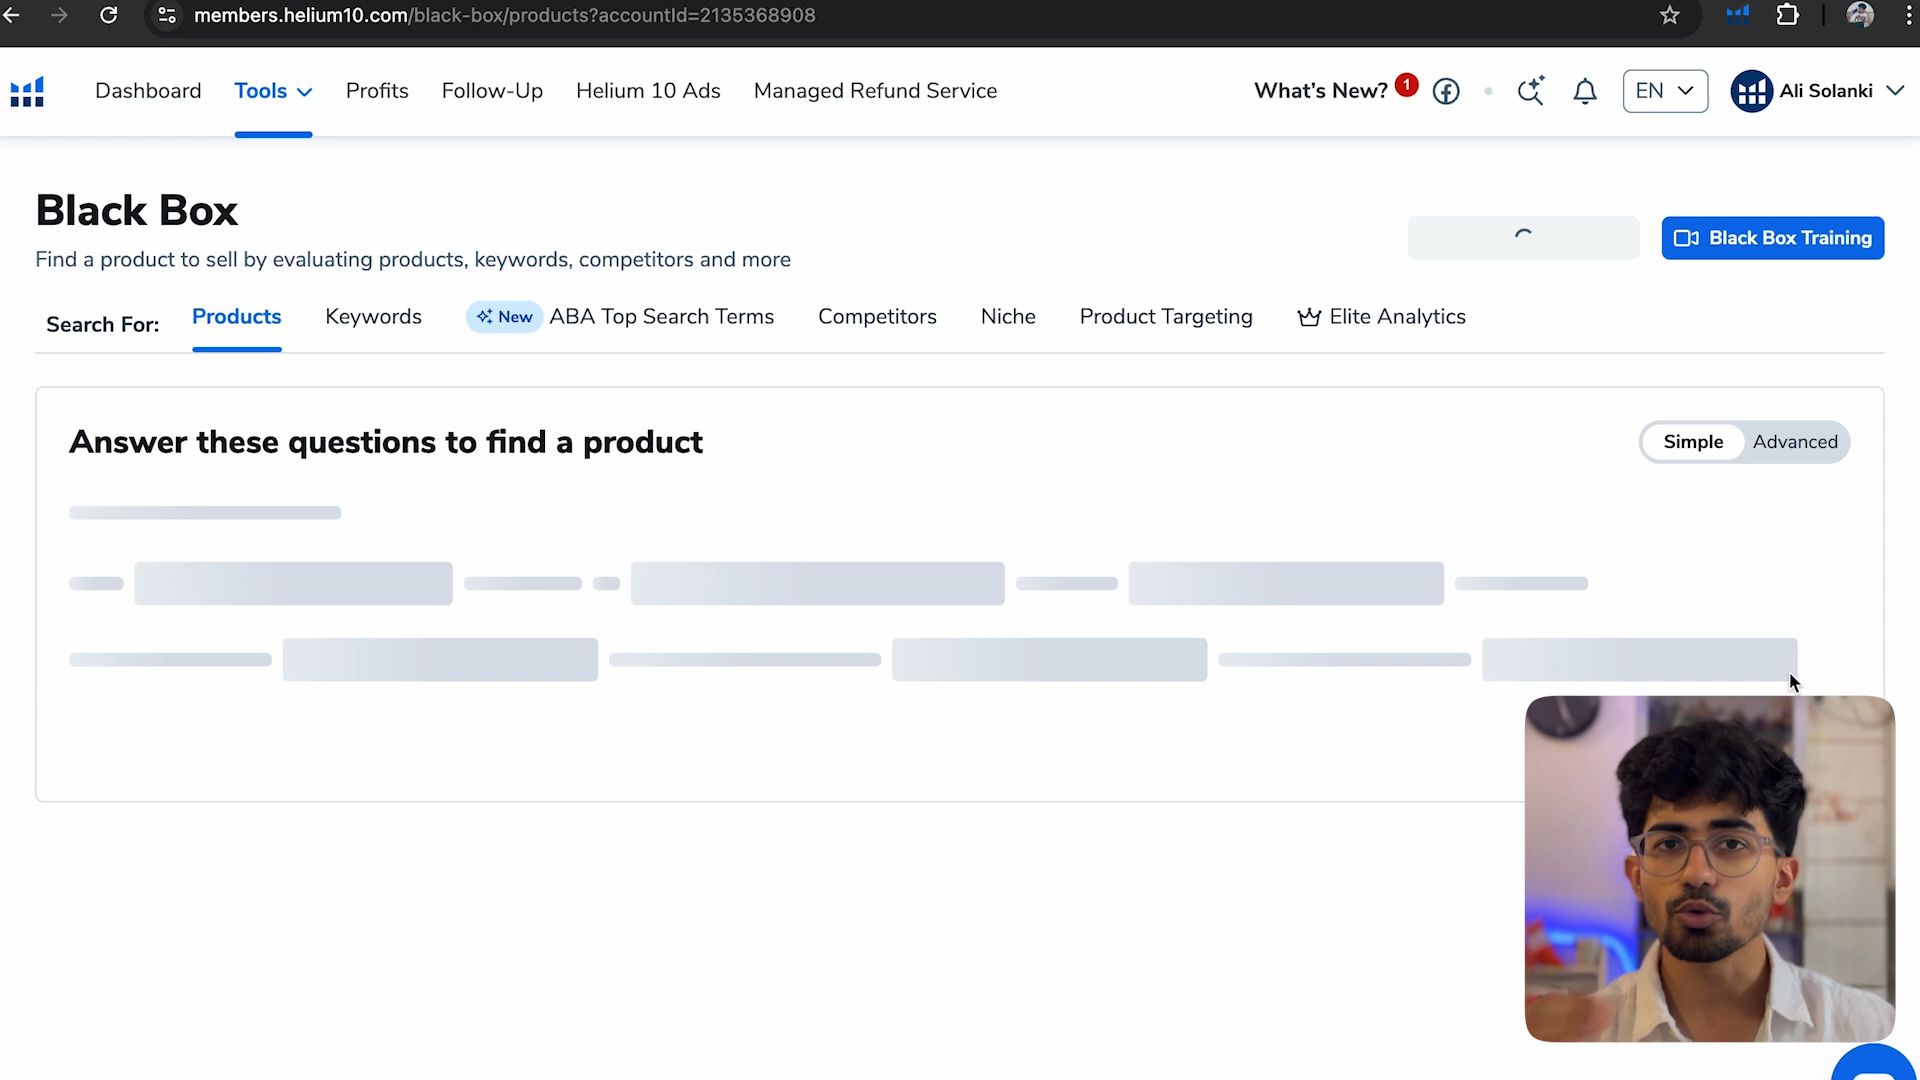 members.helium10.com/black-box/products?accountId=2135368908
Dashboard Tools Profits Follow-Up Helium 10 Ads Managed Refund Service What's New? 1 EN Ali Solanki
Black Box
Find a product to sell by evaluating products, keywords, competitors and more
Black Box Training
Search For: Products Keywords New ABA Top Search Terms Competitors Niche Product Targeting Elite Analytics
Answer these questions to find a product
Simple Advanced